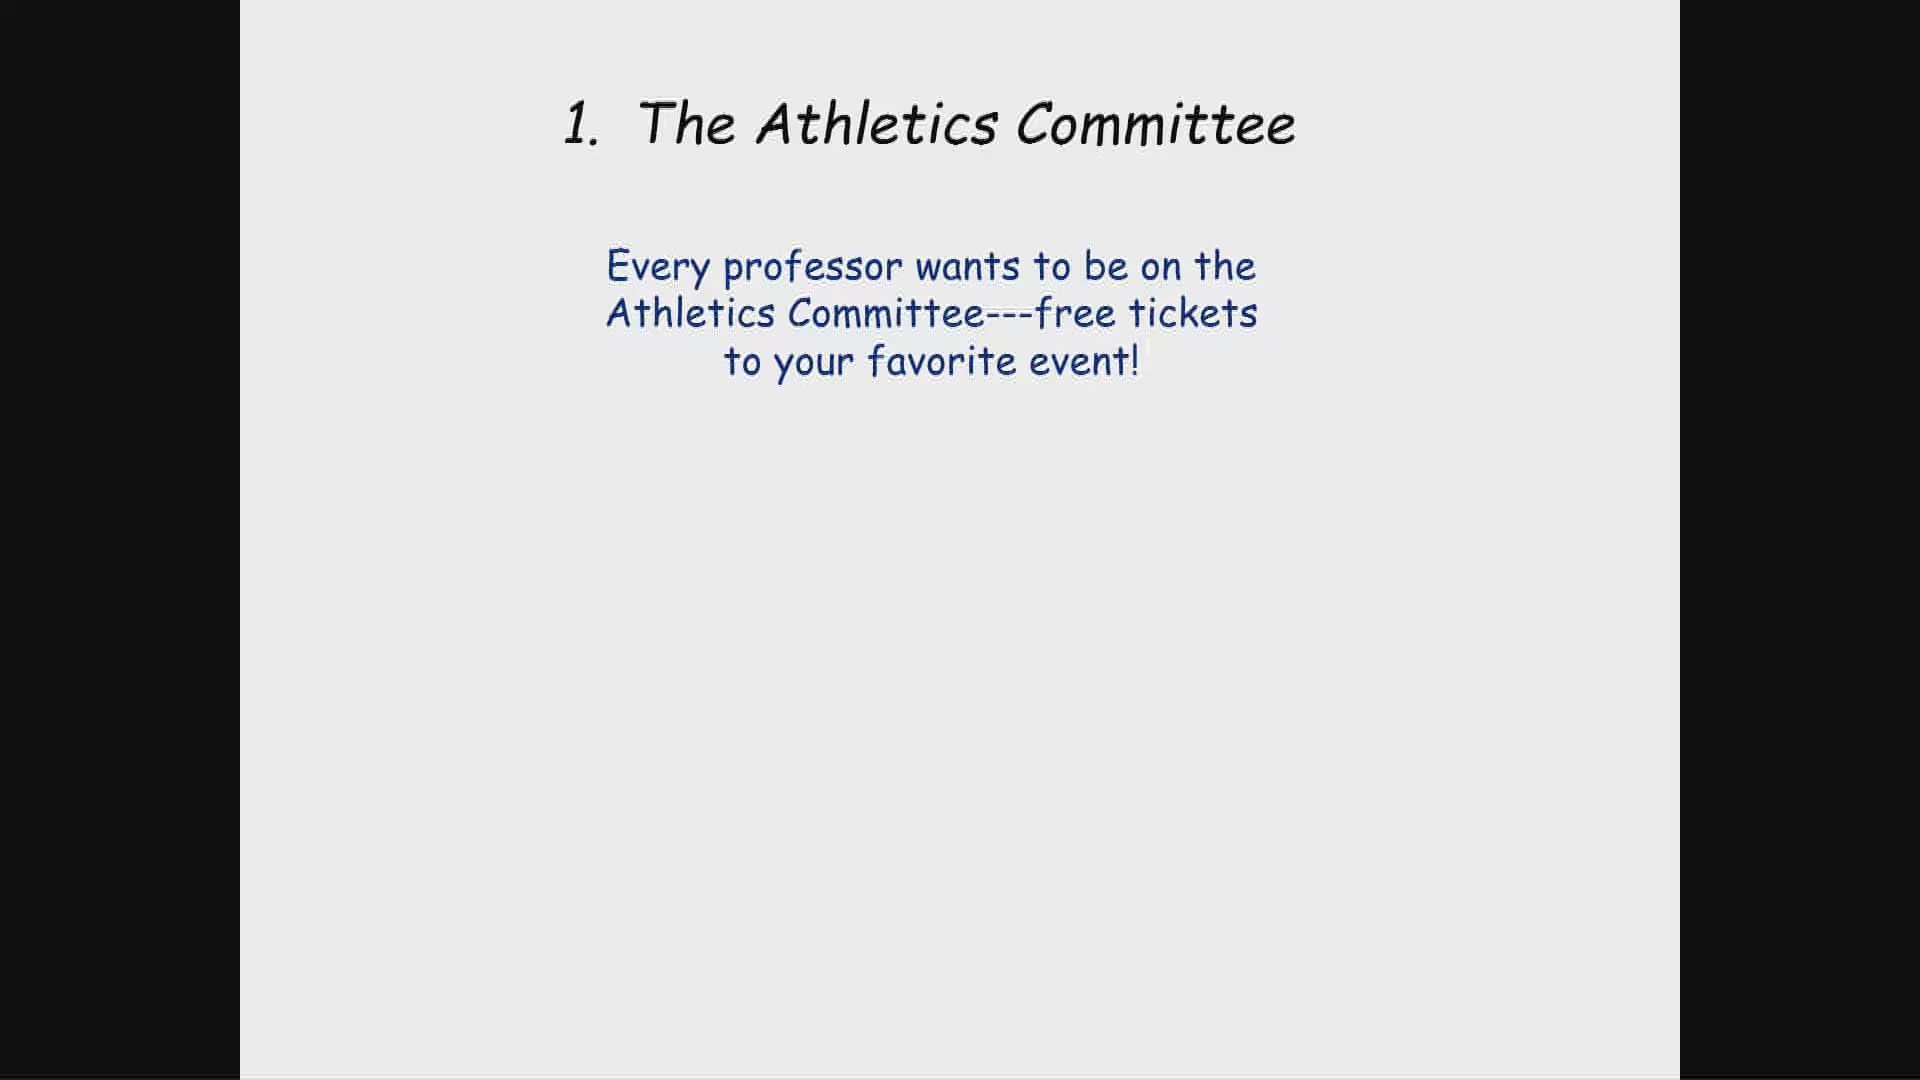 1. The Athletics Committee
Every professor wants to be on the
Athletics Committee---free tickets
to your favorite event!